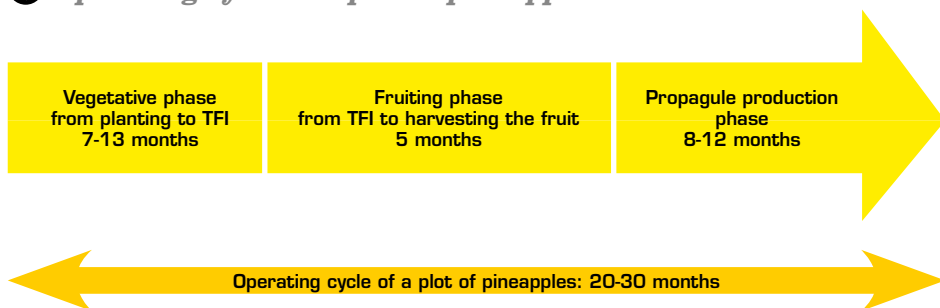 Vegetative phase
from planting to TFI
7-13 months
Fruiting phase
from TFI to harvesting the fruit
5 months
Propagule production
phase
8-12 months
Operating cycle of a plot of pineapples: 20-30 months